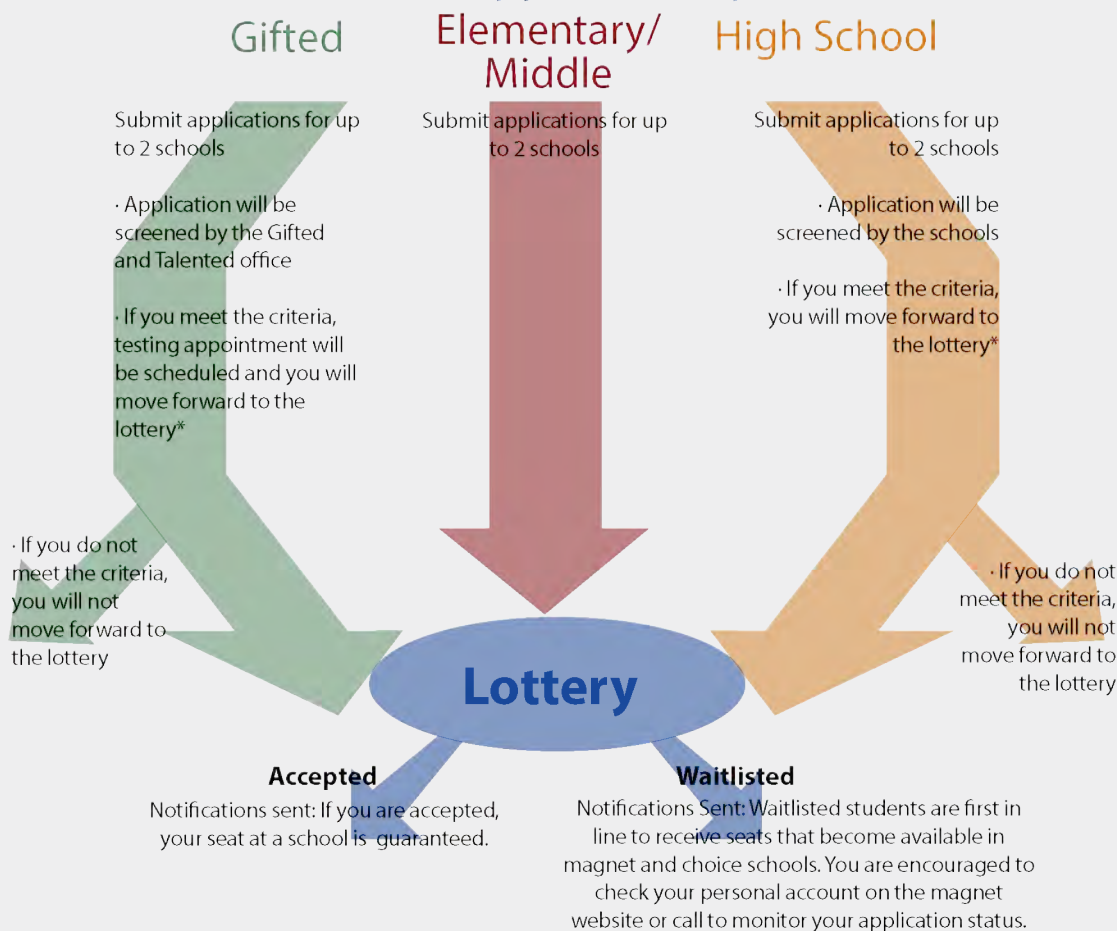 Gifted
Elementary/
Middle
High School
Submit applications for up
to 2 schools
· Application will be
screened by the Gifted
and Talented office
· If you meet the criteria,
testing appointment will
be scheduled and you will
move forward to the
lottery*
· If you do not
meet the criteria,
you will not
move forward to
the lottery
Submit applications for up
to 2 schools
Submit applications for up
to 2 schools
· Application will be
screened by the schools
· If you meet the criteria,
you will move forward to
the lottery*
· If you do not
meet the criteria,
you will not
move forward to
the lottery
Lottery
Accepted
Notifications sent: If you are accepted,
your seat at a school is guaranteed.
Waitlisted
Notifications Sent: Waitlisted students are first in
line to receive seats that become available in
magnet and choice schools. You are encouraged to
check your personal account on the magnet
website or call to monitor your application status.